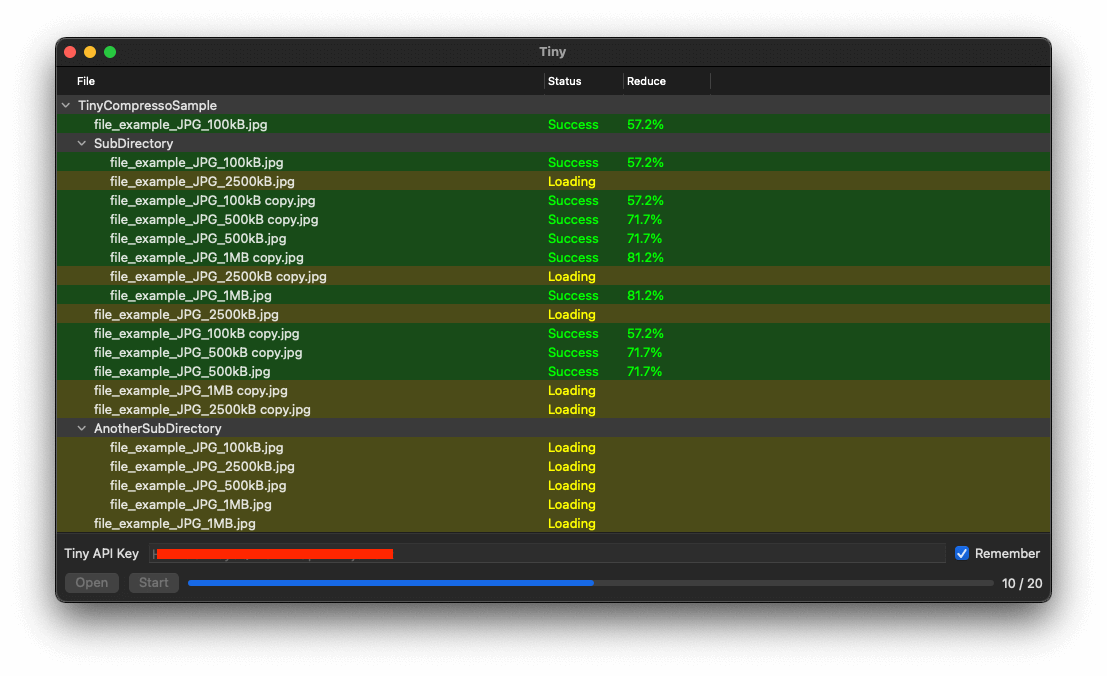 Tiny
File Status Reduce
TinyCompressoSample
file_example_JPG_100kB.jpg Success 57.2%
SubDirectory
file_example_JPG_100kB.jpg Success 57.2%
file_example_JPG_2500kB.jpg Loading
file_example_JPG_100kB copy.jpg Success 57.2%
file_example_JPG_500kB copy.jpg Success 71.7%
file_example_JPG_500kB.jpg Success 71.7%
file_example_JPG_1MB copy.jpg Success 81.2%
file_example_JPG_2500kB copy.jpg Loading
file_example_JPG_1MB.jpg Success 81.2%
file_example_JPG_2500kB.jpg Loading
file_example_JPG_100kB copy.jpg Success 57.2%
file_example_JPG_500kB copy.jpg Success 71.7%
file_example_JPG_500kB.jpg Success 71.7%
file_example_JPG_1MB copy.jpg Loading
file_example_JPG_2500kB copy.jpg Loading
AnotherSubDirectory
file_example_JPG_100kB.jpg Loading
file_example_JPG_2500kB.jpg Loading
file_example_JPG_500kB.jpg Loading
file_example_JPG_1MB.jpg Loading
file_example_JPG_1MB.jpg Loading
Tiny API Key Remember
Open Start 10 / 20